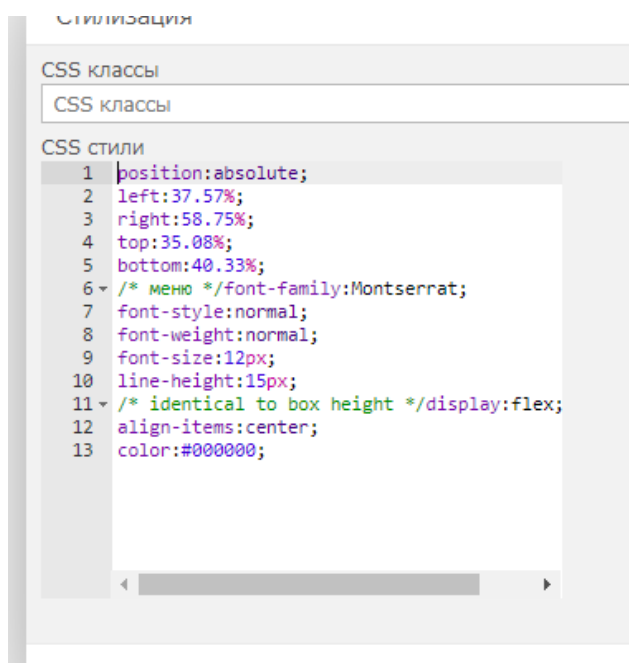 Стилизация
CSS классы
CSS классы
CSS стили
1 position:absolute;
2 left:37.57%;
3 right:58.75%;
4 top:35.08%;
5 bottom:40.33%;
6 /* меню */font-family:Montserrat;
7 font-style:normal;
8 font-weight:normal;
9 font-size:12px;
10 line-height:15px;
11 /* identical to box height */display:flex;
12 align-items:center;
13 color:#000000;